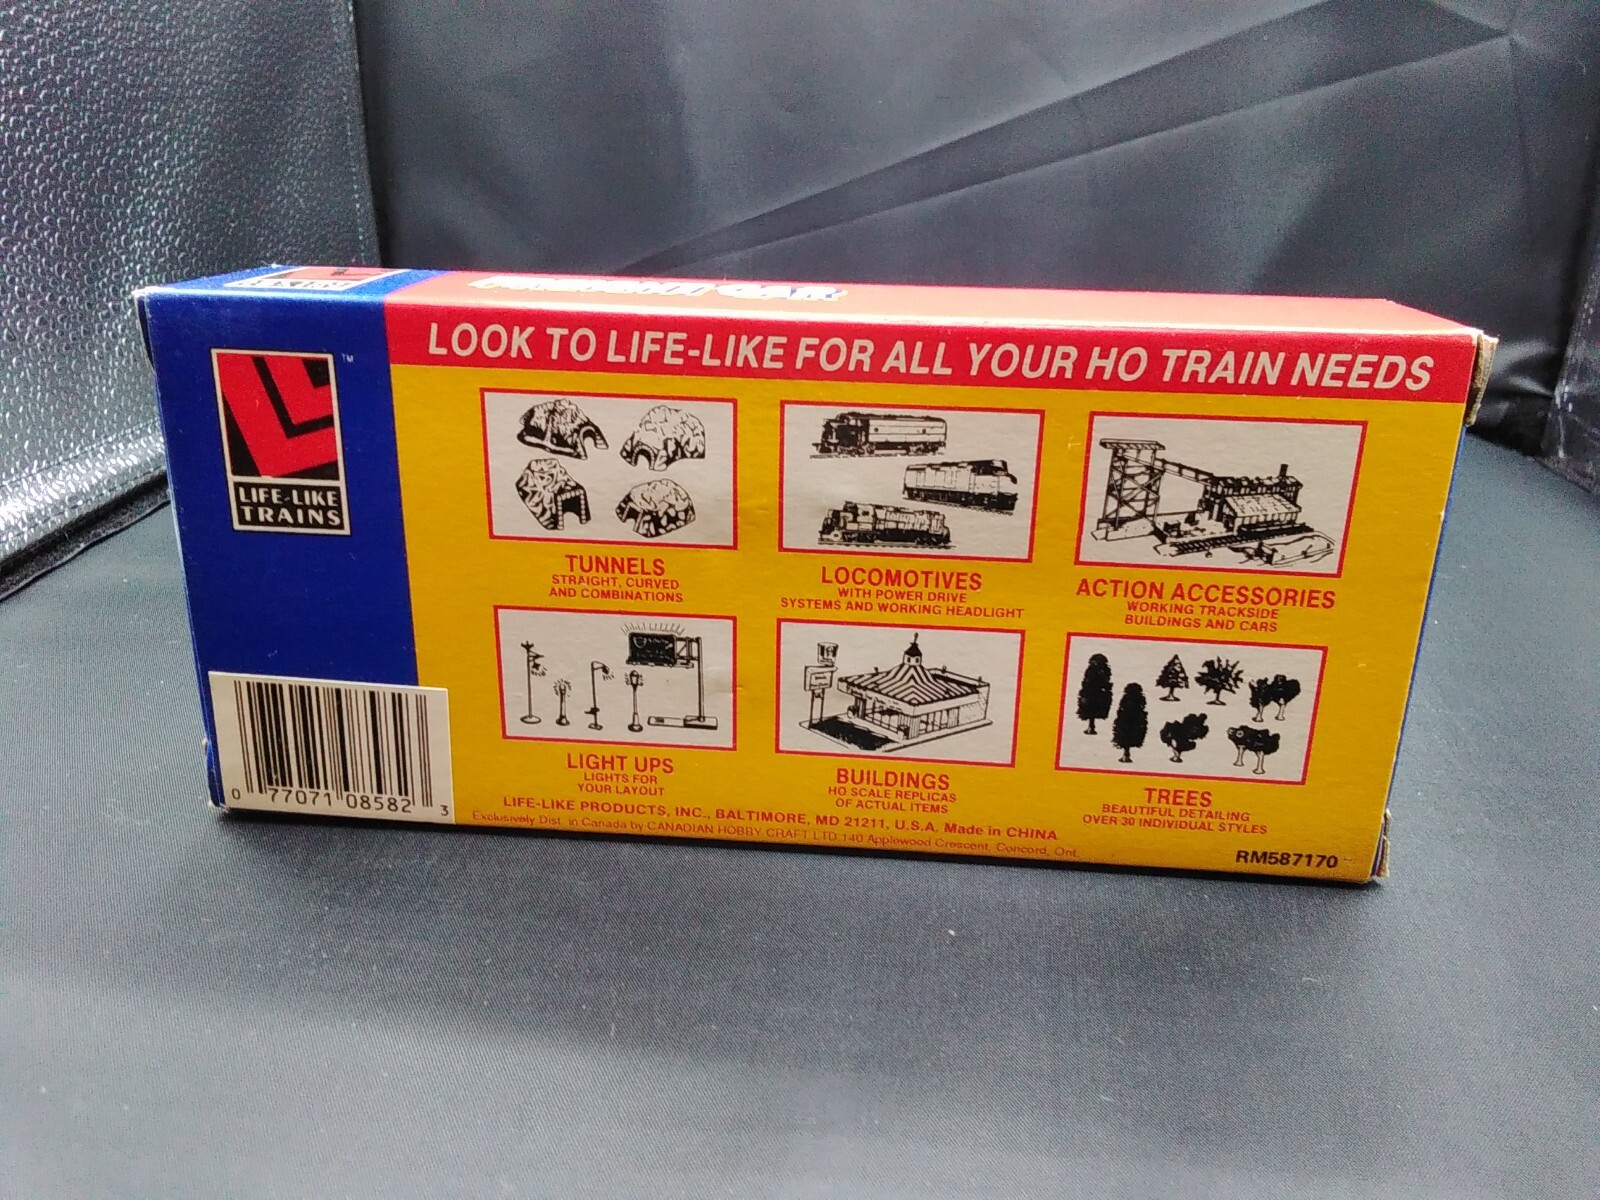 LOOK TO LIFE-LIKE FOR ALL YOUR HO TRAIN NEEDS
TM
LIFE-LIKE
TRAINS
TUNNELS
STRAIGHT, CURVED
AND COMBINATIONS
LOCOMOTIVES
WITH POWER DRIVE
SYSTEMS AND WORKING HEADLIGHT
ACTION ACCESSORIES
WORKING TRACKSIDE
BUILDINGS AND CARS
LIGHT UPS
LIGHTS FOR
YOUR LAYOUT
BUILDINGS
HO SCALE REPLICAS
OF ACTUAL ITEMS
TREES
BEAUTIFUL DETAILING
OVER 30 INDIVIDUAL STYLES
0 77071 08582 3
LIFE-LIKE PRODUCTS, INC., BALTIMORE, MD 21211, U.S.A. Made in CHINA
Exclusively Dist. in Canada by CANADIAN HOBBY CRAFT LTD. 140 Applewood Crescent, Concord, Ont.
RM587170